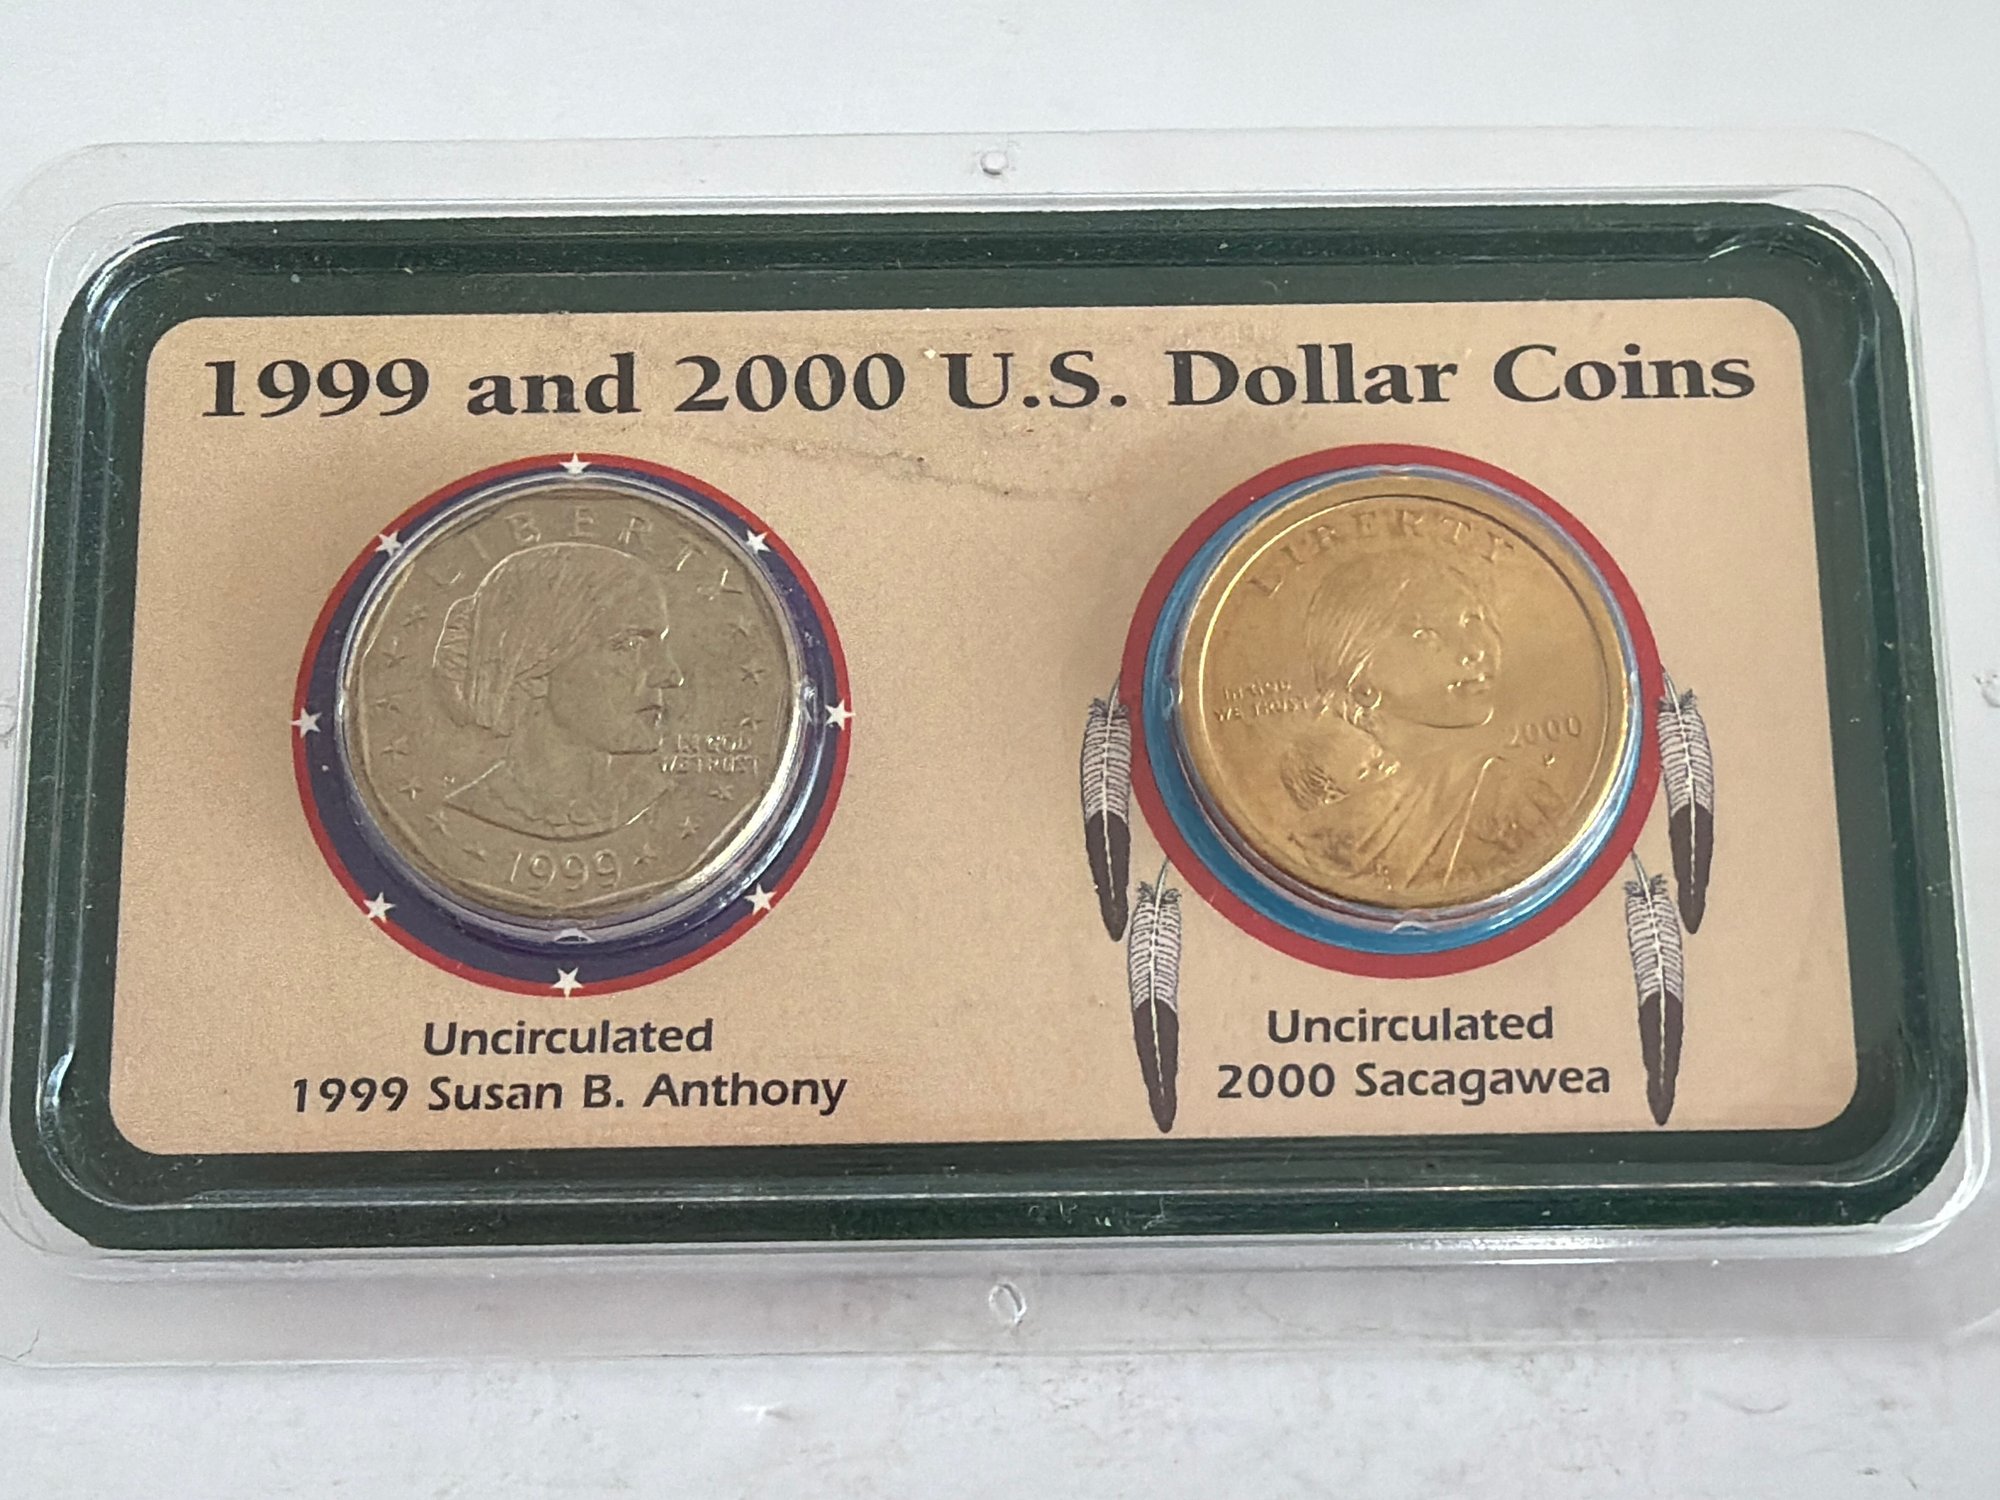 1999 and 2000 U.S. Dollar Coins
LIBERTY
IN GOD
WE TRUST
1999
LIBERTY
IN GOD
WE TRUST
2000
P
Uncirculated
1999 Susan B. Anthony
Uncirculated
2000 Sacagawea